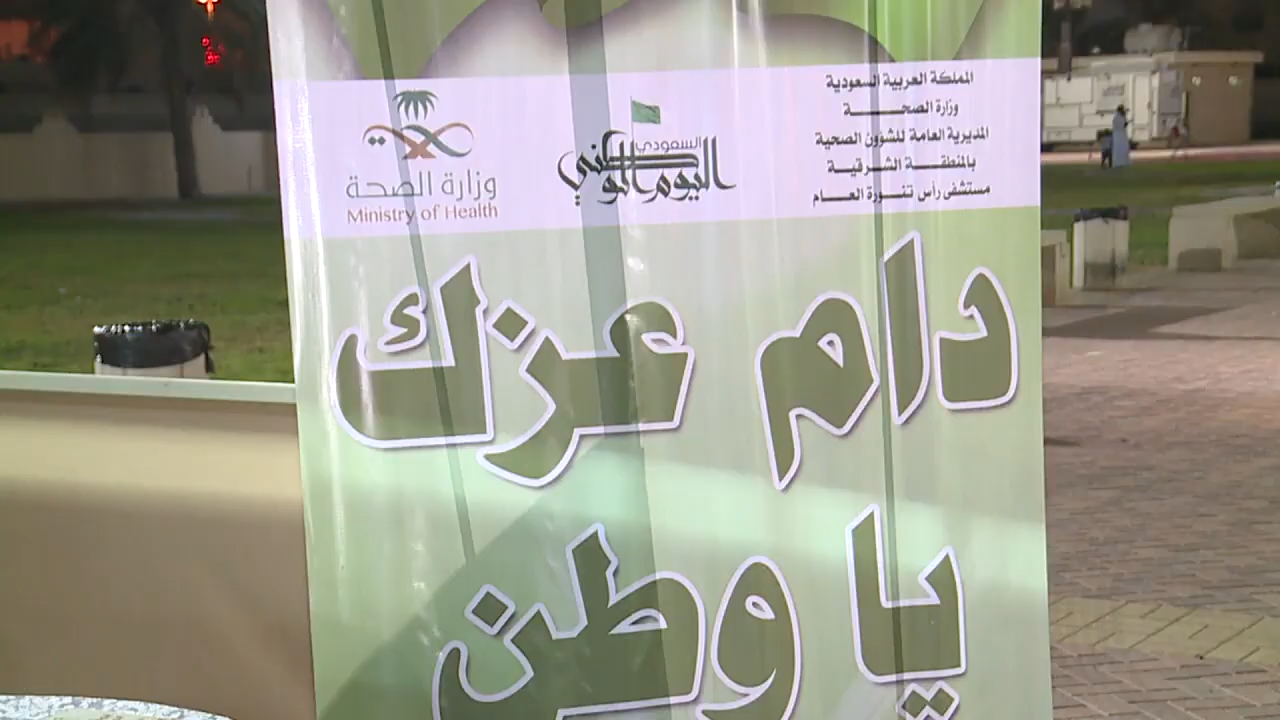 المملكة العربية السعودية
وزارة الصحة
المديرية العامة للشؤون الصحية
بالمنطقة الشرقية
مستشفى رأس تنورة العام
السعودي
اليوم الوطني
وزارة الصحة
Ministry of Health
دام عزك
يا وطن